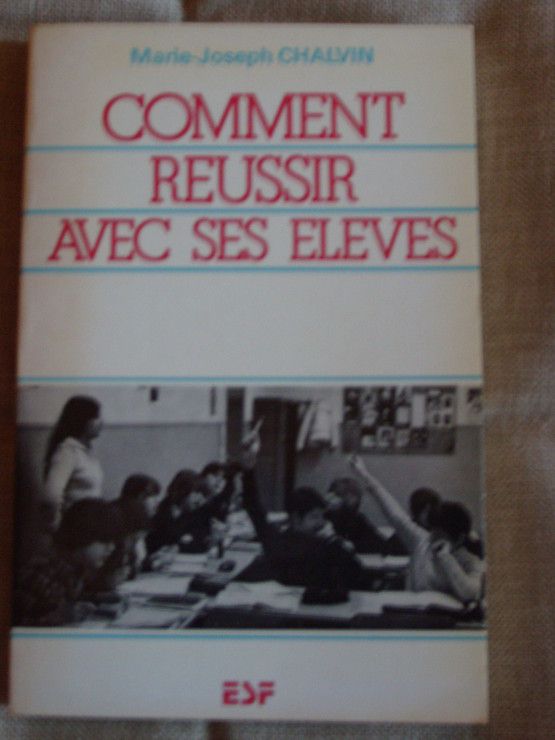 Marie-Joseph CHALVIN
COMMENT
REUSSIR
AVEC SES ELEVES
ESF